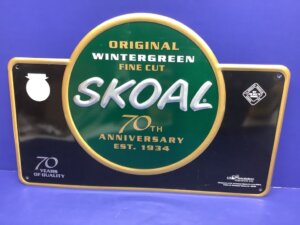 ORIGINAL
WINTERGREEN
FINE CUT
SKOAL
70TH
ANNIVERSARY
EST. 1934
70 YEARS
OF QUALITY